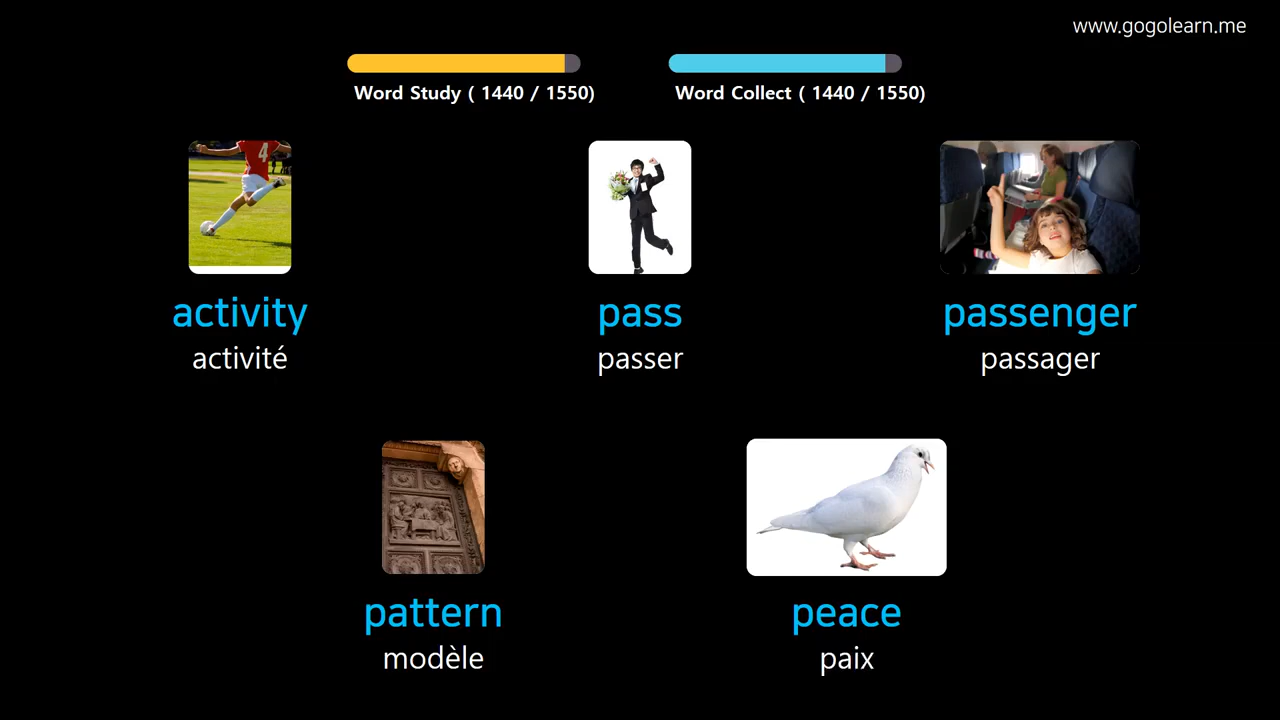 www.gogolearn.me
Word Study ( 1440 / 1550)
Word Collect ( 1440 / 1550)
4
activity
activité
pass
passer
passenger
passager
pattern
modèle
peace
paix